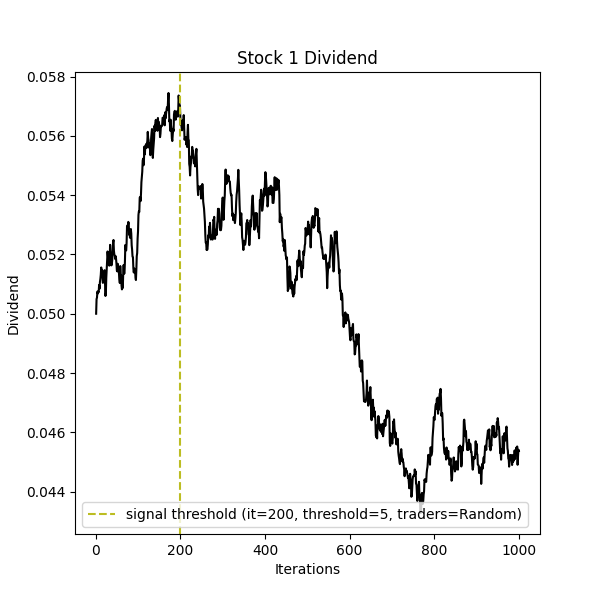 Stock 1 Dividend
0.058
0.056
0.054
0.052
0.050
0.048
0.046
0.044
Dividend
signal threshold (it=200, threshold=5, traders=Random)
0 200 400 600 800 1000
Iterations